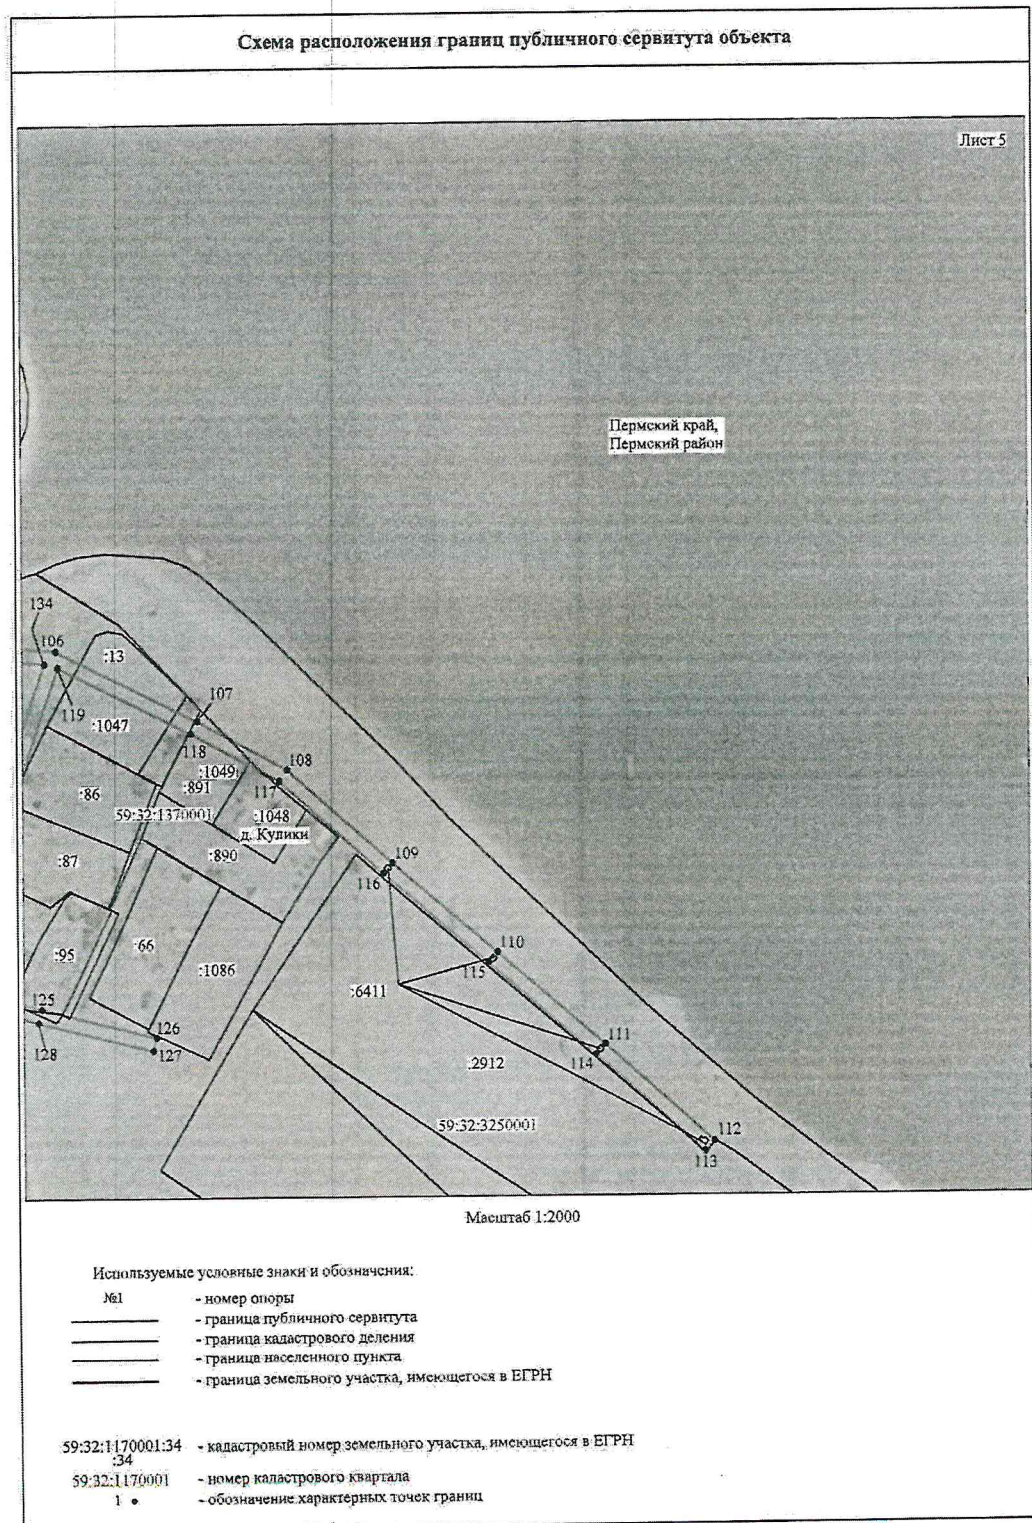 Схема расположения границ публичного сервитута объекта
Лист 5
Пермский край,
Пермский район
134
106
:13
107
119
:1047
118
108
:1049
:86
:891
117
59:32:1370001
:1048
д. Кулики
109
:87
:890
116
110
:66
:95
115
:1086
:6411
125
111
126
128
127
114
:2912
59:32:3250001
112
113
Масштаб 1:2000
Используемые условные знаки и обозначения:
№1 - номер опоры
- граница публичного сервитута
- граница кадастрового деления
- граница населенного пункта
- граница земельного участка, имеющегося в ЕГРН
59:32:1170001:34 - кадастровый номер земельного участка, имеющегося в ЕГРН
:34
59:32:1170001 - номер кадастрового квартала
1 - обозначение характерных точек границ